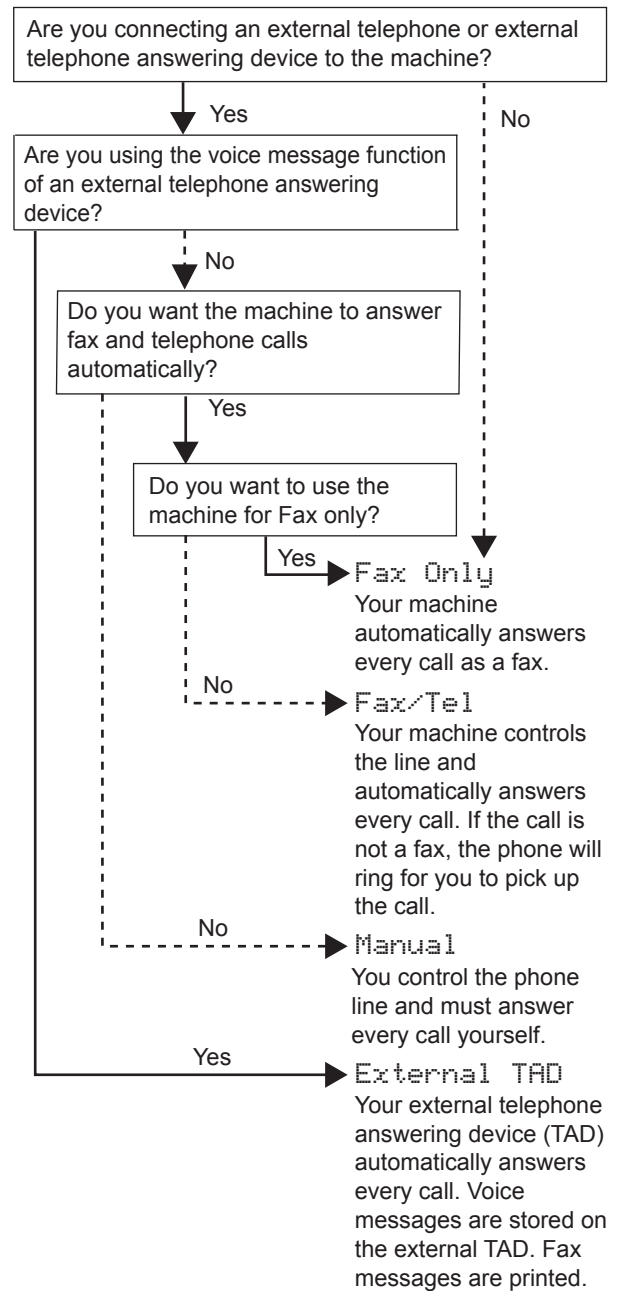 Are you connecting an external telephone or external
telephone answering device to the machine?
Yes
No
Are you using the voice message function
of an external telephone answering
device?
No
Do you want the machine to answer
fax and telephone calls
automatically?
Yes
Do you want to use the
machine for Fax only?
Yes
Fax Only
Your machine
automatically answers
every call as a fax.
No
Fax/Tel
Your machine controls
the line and
automatically answers
every call. If the call is
not a fax, the phone will
ring for you to pick up
the call.
No
Manual
You control the phone
line and must answer
every call yourself.
Yes
External TAD
Your external telephone
answering device (TAD)
automatically answers
every call. Voice
messages are stored on
the external TAD. Fax
messages are printed.